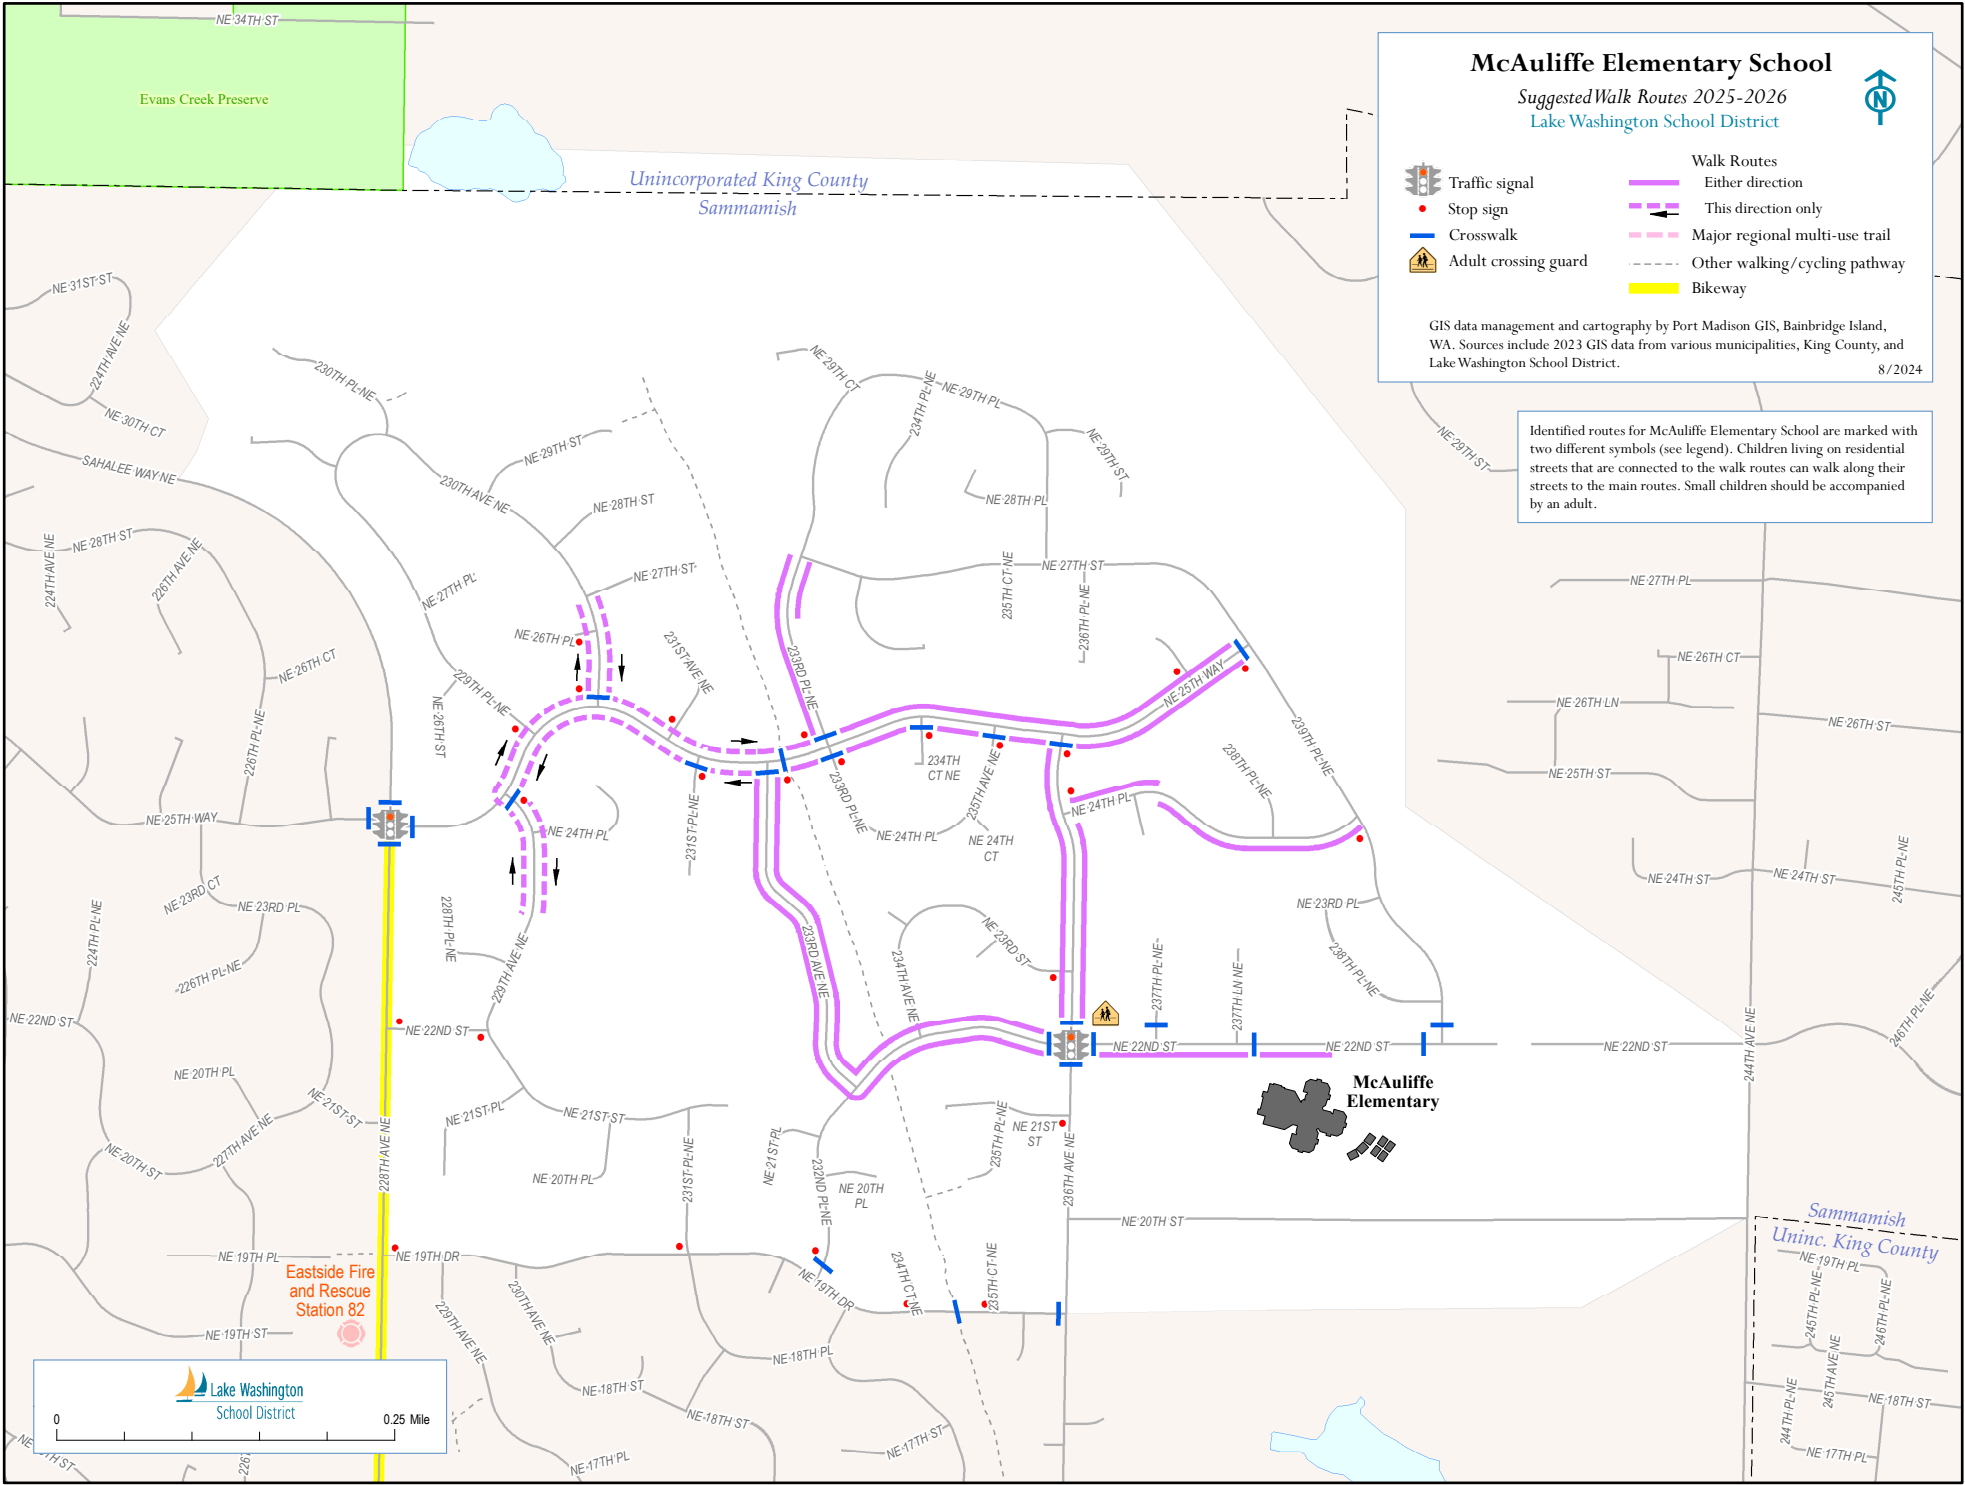 McAuliffe Elementary School
Suggested Walk Routes 2025-2026
Lake Washington School District
N
Traffic signal
Stop sign
Crosswalk
Adult crossing guard
Walk Routes
Either direction
This direction only
Major regional multi-use trail
Other walking/cycling pathway
Bikeway
GIS data management and cartography by Port Madison GIS, Bainbridge Island,
WA. Sources include 2023 GIS data from various municipalities, King County, and
Lake Washington School District.
8/2024
Identified routes for McAuliffe Elementary School are marked with
two different symbols (see legend). Children living on residential
streets that are connected to the walk routes can walk along their
streets to the main routes. Small children should be accompanied
by an adult.
NE 34TH ST
Evans Creek Preserve
Unincorporated King County
Sammamish
NE 31ST ST
224TH AVE NE
NE 30TH CT
SAHALEE WAY NE
230TH PL NE
NE 29TH ST
230TH AVE NE
NE 28TH ST
NE 27TH ST
NE 29TH CT
234TH PL NE
NE 29TH PL
NE 29TH ST
NE 28TH PL
NE 29TH ST
224TH AVE NE
NE 28TH ST
226TH AVE NE
NE 27TH PL
NE 26TH PL
231ST AVE NE
233RD PL NE
235TH CT NE
NE 27TH ST
236TH PL NE
NE 27TH PL
NE 26TH CT
226TH PL NE
NE 26TH ST
229TH PL NE
NE 25TH WAY
239TH PL NE
NE 26TH CT
NE 26TH LN
NE 26TH ST
NE 25TH WAY
NE 24TH PL
231ST PL NE
233RD PL NE
234TH
CT NE
235TH AVE NE
NE 24TH PL
NE 24TH
CT
NE 24TH PL
238TH PL NE
NE 25TH ST
NE 24TH ST
NE 24TH ST
245TH PL NE
NE 23RD CT
NE 23RD PL
224TH PL NE
226TH PL NE
228TH PL NE
229TH AVE NE
233RD AVE NE
234TH AVE NE
NE 23RD ST
237TH PL NE
237TH LN NE
NE 23RD PL
238TH PL NE
NE 22ND ST
NE 22ND ST
NE 22ND ST
NE 22ND ST
NE 22ND ST
244TH AVE NE
246TH PL NE
McAuliffe
Elementary
NE 20TH PL
NE 21ST ST
227TH AVE NE
NE 20TH ST
228TH AVE NE
NE 21ST PL
NE 21ST ST
NE 20TH PL
231ST PL NE
NE 21ST PL
232ND PL NE
NE 20TH
PL
235TH PL NE
NE 21ST
ST
236TH AVE NE
NE 20TH ST
Sammamish
Uninc. King County
NE 19TH PL
NE 19TH DR
Eastside Fire
and Rescue
Station 82
NE 19TH ST
229TH AVE NE
230TH AVE NE
NE 19TH DR
234TH CT NE
235TH CT NE
NE 18TH PL
NE 18TH ST
NE 18TH ST
NE 17TH ST
NE 17TH PL
NE 19TH PL
245TH PL NE
246TH PL NE
245TH AVE NE
244TH PL NE
NE 18TH ST
NE 17TH PL
Lake Washington
School District
0
0.25 Mile